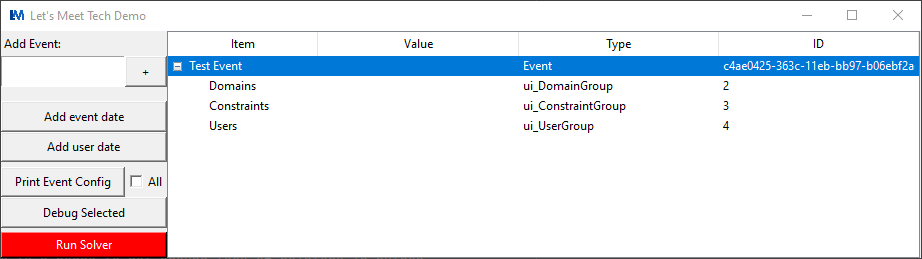 LM Let's Meet Tech Demo
Add Event:
+
Add event date
Add user date
Print Event Config All
Debug Selected
Run Solver
Item Value Type ID
Test Event Event c4ae0425-363c-11eb-bb97-b06ebf2a
Domains ui_DomainGroup 2
Constraints ui_ConstraintGroup 3
Users ui_UserGroup 4